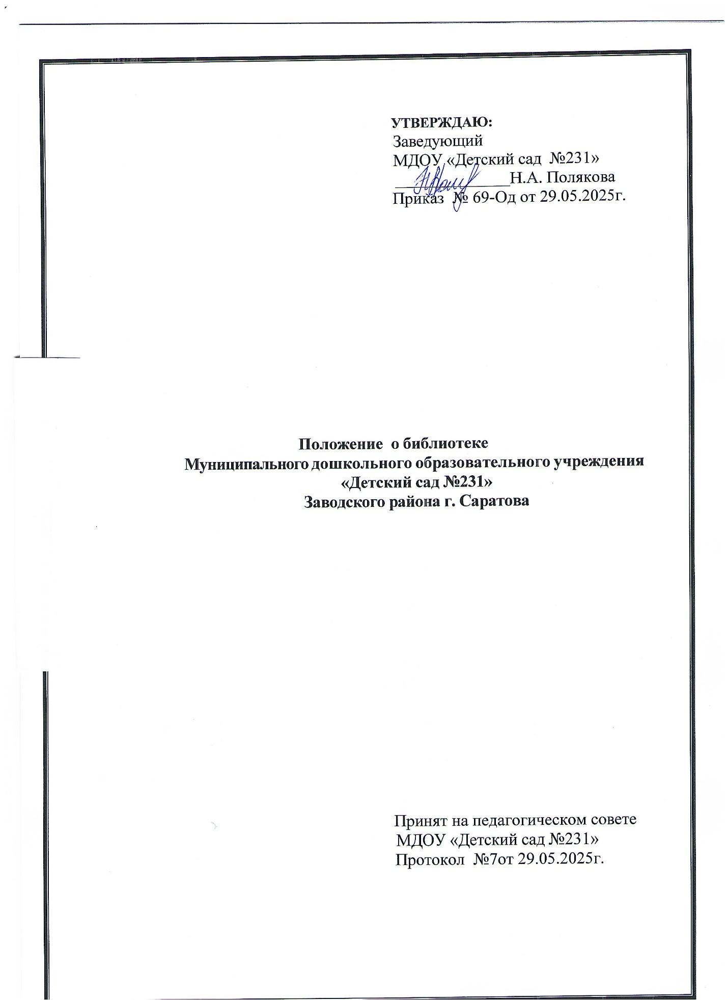 УТВЕРЖДАЮ:
Заведующий
МДОУ «Детский сад №231»
______________Н.А. Полякова
Приказ № 69-Од от 29.05.2025г.
Положение о библиотеке
Муниципального дошкольного образовательного учреждения
«Детский сад №231»
Заводского района г. Саратова
Принят на педагогическом совете
МДОУ «Детский сад №231»
Протокол №7от 29.05.2025г.